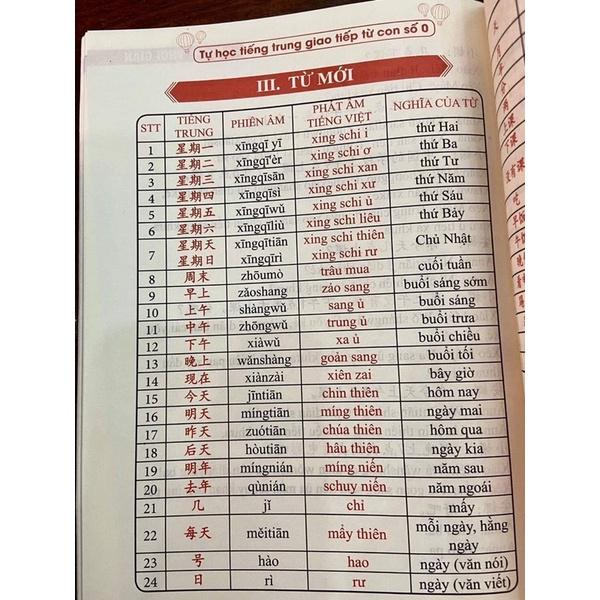 Tự học tiếng trung giao tiếp từ con số 0
III. TỪ MỚI
STT TIẾNG TRUNG PHIÊN ÂM PHÁT ÂM TIẾNG VIỆT NGHĨA CỦA TỪ
1 星期一 xīngqī yī xing schi i thứ Hai
2 星期二 xīngqī'èr xing schi ơ thứ Ba
3 星期三 xīngqīsān xing schi xan thứ Tư
4 星期四 xīngqīsì xing schi xư thứ Năm
5 星期五 xīngqīwǔ xing schi ủ thứ Sáu
6 星期六 xīngqīliù xing schi liêu thứ Bảy
7 星期天 xīngqītiān xing schi thiên Chủ Nhật
星期日 xīngqīrì xing schi rư
8 周末 zhōumò trâu mua cuối tuần
9 早上 zǎoshang zảo sang buổi sáng sớm
10 上午 shàngwǔ sang ủ buổi sáng
11 中午 zhōngwǔ trung ủ buổi trưa
12 下午 xiàwǔ xa ủ buổi chiều
13 晚上 wǎnshàng goản sang buổi tối
14 现在 xiànzài xiên zai bây giờ
15 今天 jīntiān chin thiên hôm nay
16 明天 míngtiān míng thiên ngày mai
17 昨天 zuótiān chúa thiên hôm qua
18 后天 hòutiān hâu thiên ngày kia
19 明年 míngnián míng niến năm sau
20 去年 qùnián schuy niến năm ngoái
21 几 jǐ chỉ mấy
22 每天 měitiān mẩy thiên mỗi ngày, hằng ngày
23 号 hào hao ngày (văn nói)
24 日 rì rư ngày (văn viết)